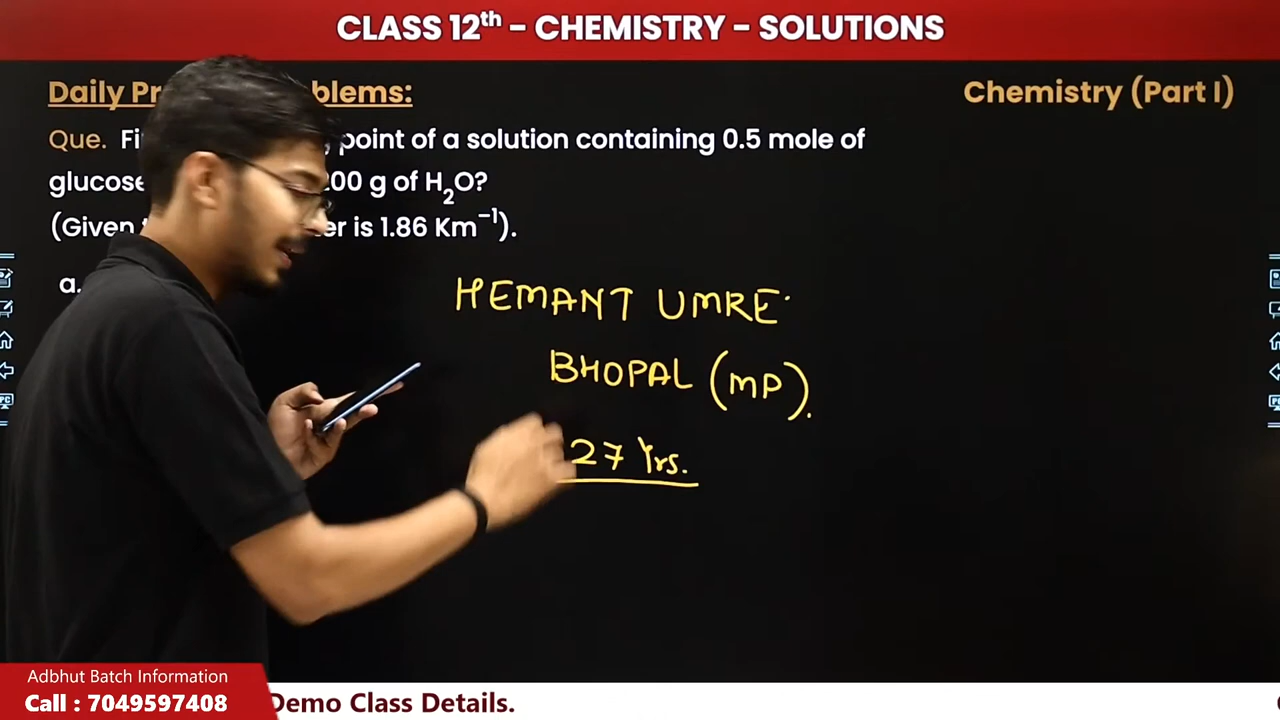 CLASS 12th – CHEMISTRY – SOLUTIONS
Daily Pr blems:
Chemistry (Part I)
Que. Fi point of a solution containing 0.5 mole of
glucose 200 g of H₂O?
(Given er is 1.86 Km⁻¹).
a.
HEMANT UMRE
BHOPAL (MP).
27 Yrs.
Adbhut Batch Information
Call : 7049597408
Demo Class Details.